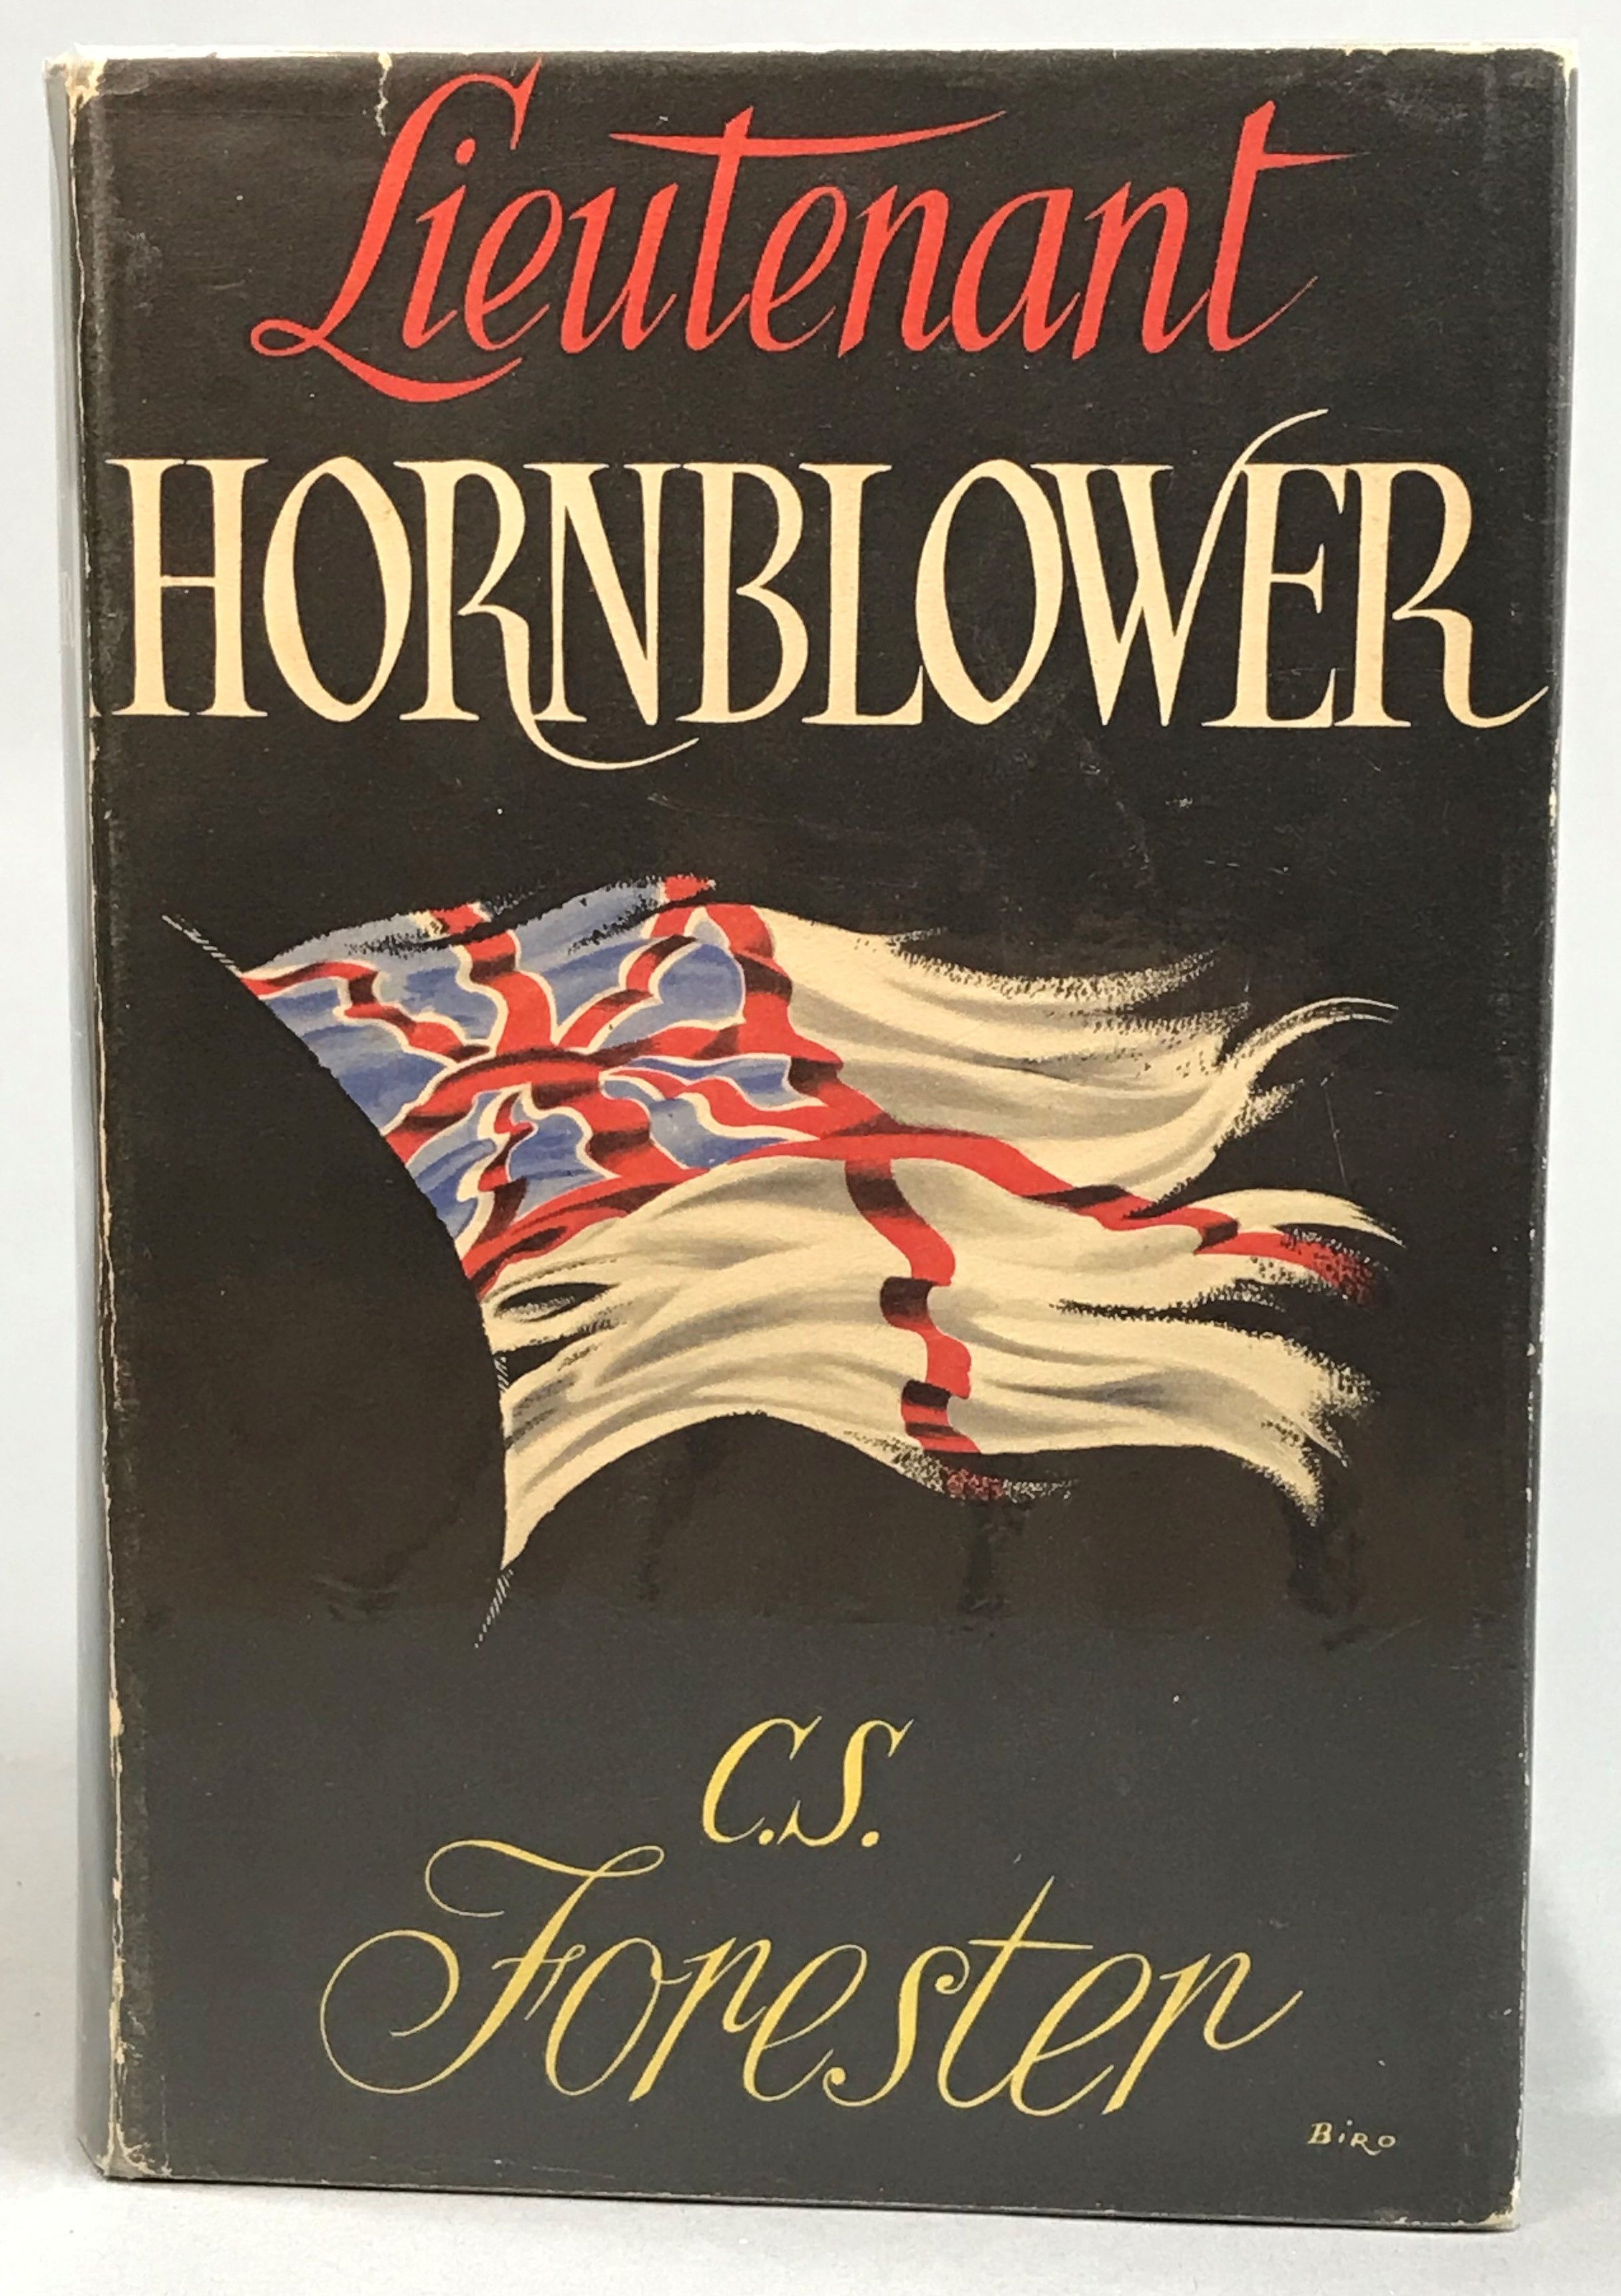 Lieutenant
HORNBLOWER
C.S.
Forester
BiRO